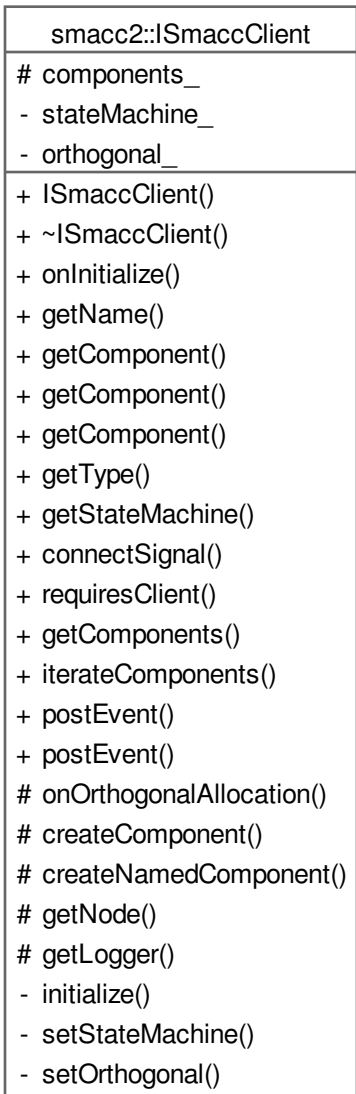 smacc2::ISmaccClient
# components_
- stateMachine_
- orthogonal_
+ ISmaccClient()
+ ~ISmaccClient()
+ onInitialize()
+ getName()
+ getComponent()
+ getComponent()
+ getComponent()
+ getType()
+ getStateMachine()
+ connectSignal()
+ requiresClient()
+ getComponents()
+ iterateComponents()
+ postEvent()
+ postEvent()
# onOrthogonalAllocation()
# createComponent()
# createNamedComponent()
# getNode()
# getLogger()
- initialize()
- setStateMachine()
- setOrthogonal()